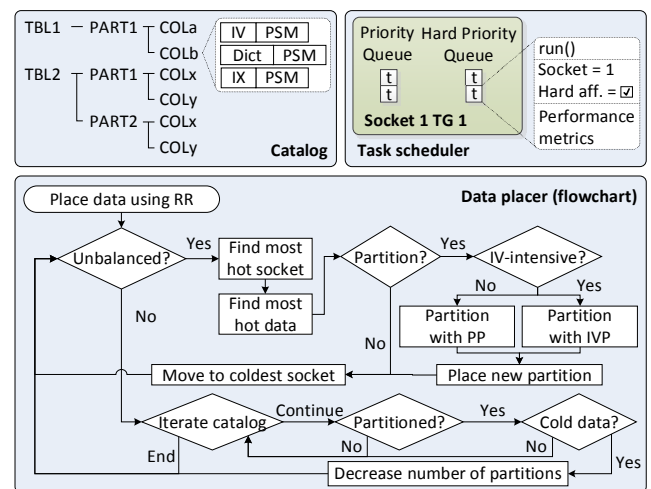 TBL1 PART1 COLa
COLb
TBL2 PART1 COLx
COLy
PART2 COLx
COLy
IV PSM
Dict PSM
IX PSM
Catalog
Priority Queue
Hard Priority Queue
t t
t t
Socket 1 TG 1
run()
Socket = 1
Hard aff. = ☑
Performance
metrics
Task scheduler
Data placer (flowchart)
Place data using RR
Unbalanced?
Yes
No
Find most
hot socket
Find most
hot data
Partition?
Yes
No
IV-intensive?
No
Yes
Partition
with PP
Partition
with IVP
Place new partition
Move to coldest socket
Iterate catalog
Continue
End
Partitioned?
Yes
No
Cold data?
No
Yes
Decrease number of partitions